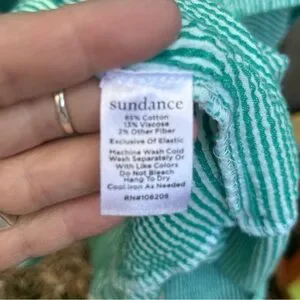 sundance
85% Cotton
13% Viscose
2% Other Fiber
Exclusive Of Elastic
Machine Wash Cold
Wash Separately Or
With Like Colors
Do Not Bleach
Hang To Dry
Cool Iron As Needed
RN#108208